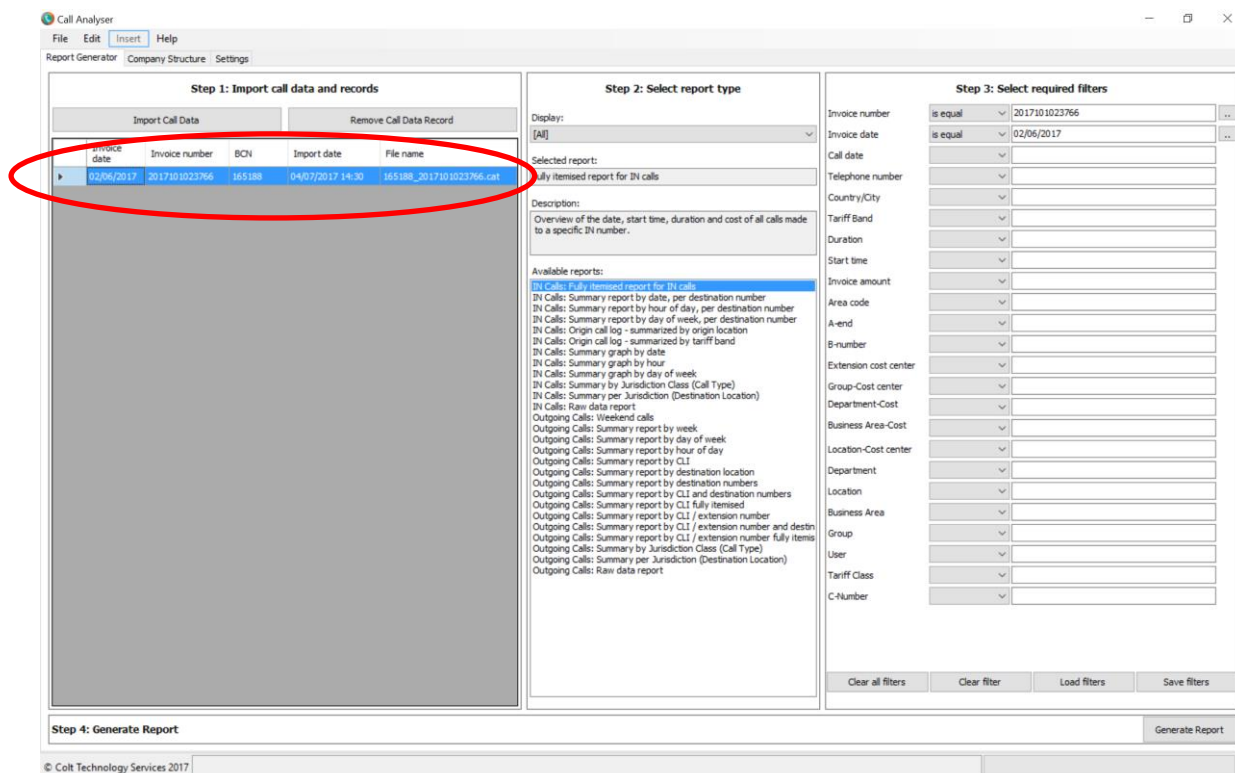 Call Analyser
File Edit Insert Help
Report Generator Company Structure Settings
Step 1: Import call data and records
Import Call Data Remove Call Data Record
Invoice date Invoice number BCN Import date File name
02/06/2017 2017101023766 165188 04/07/2017 14:30 165188_2017101023766.cat
Step 2: Select report type
Display:
[All]
Selected report:
Fully itemised report for IN calls
Description:
Overview of the date, start time, duration and cost of all calls made
to a specific IN number.
Available reports:
IN Calls: Fully itemised report for IN calls
IN Calls: Summary report by date, per destination number
IN Calls: Summary report by hour of day, per destination number
IN Calls: Summary report by day of week, per destination number
IN Calls: Origin call log - summarized by origin location
IN Calls: Origin call log - summarized by tariff band
IN Calls: Summary graph by date
IN Calls: Summary graph by hour
IN Calls: Summary graph by day of week
IN Calls: Summary by Jurisdiction Class (Call Type)
IN Calls: Summary per Jurisdiction (Destination Location)
IN Calls: Raw data report
Outgoing Calls: Weekend calls
Outgoing Calls: Summary report by week
Outgoing Calls: Summary report by day of week
Outgoing Calls: Summary report by hour of day
Outgoing Calls: Summary report by CLI
Outgoing Calls: Summary report by destination location
Outgoing Calls: Summary report by destination numbers
Outgoing Calls: Summary report by CLI and destination numbers
Outgoing Calls: Summary report by CLI fully itemised
Outgoing Calls: Summary report by CLI / extension number
Outgoing Calls: Summary report by CLI / extension number and destin
Outgoing Calls: Summary report by CLI / extension number fully itemis
Outgoing Calls: Summary by Jurisdiction Class (Call Type)
Outgoing Calls: Summary per Jurisdiction (Destination Location)
Outgoing Calls: Raw data report
Step 3: Select required filters
Invoice number is equal 2017101023766 ..
Invoice date is equal 02/06/2017 ..
Call date
Telephone number
Country/City
Tariff Band
Duration
Start time
Invoice amount
Area code
A-end
B-number
Extension cost center
Group-Cost center
Department-Cost
Business Area-Cost
Location-Cost center
Department
Location
Business Area
Group
User
Tariff Class
C-Number
Clear all filters Clear filter Load filters Save filters
Step 4: Generate Report Generate Report
© Colt Technology Services 2017